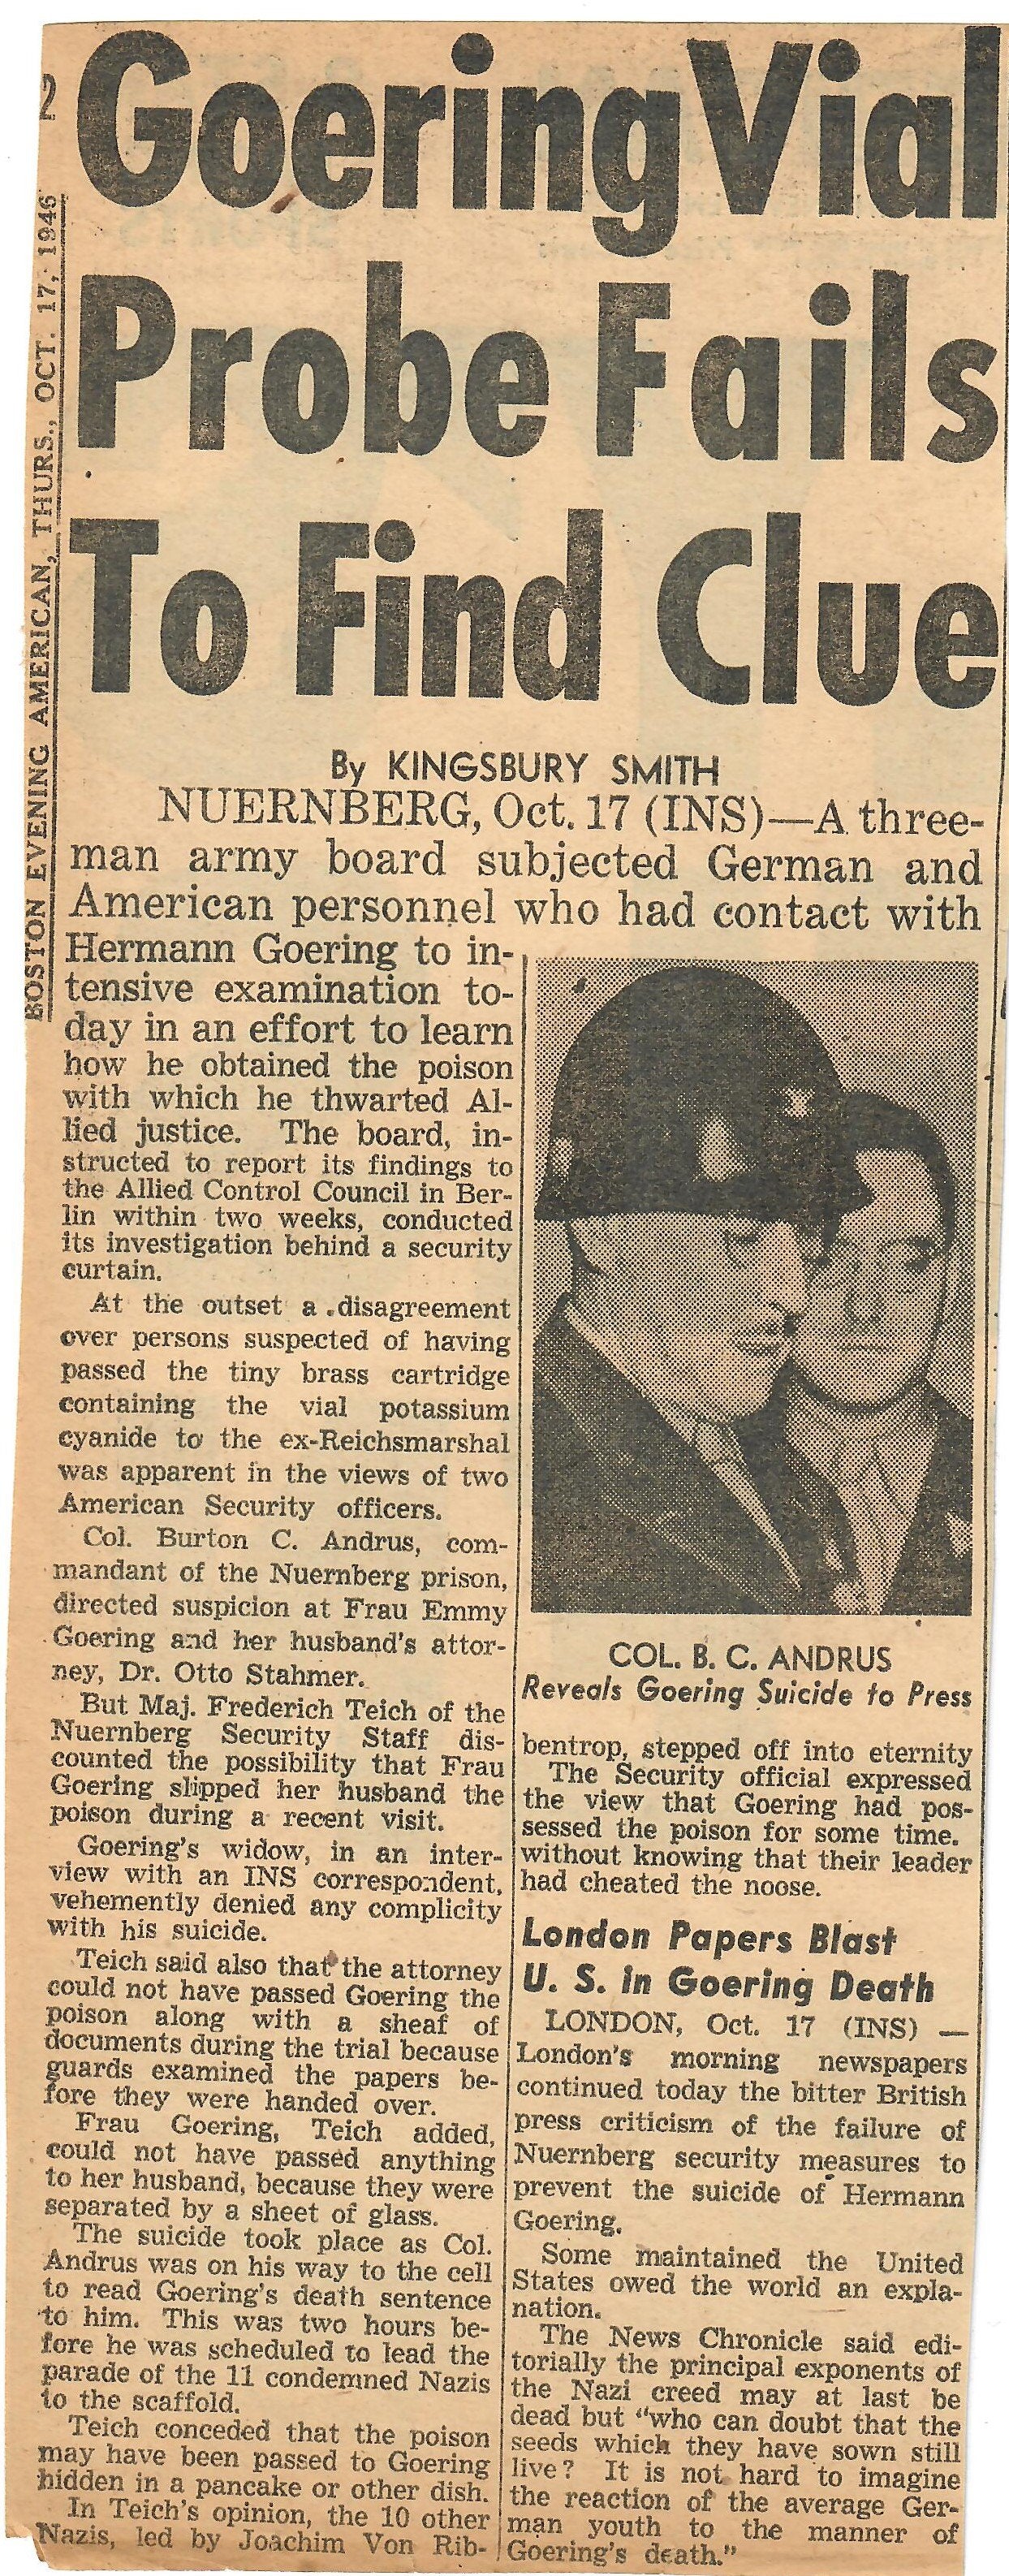 2
BOSTON EVENING AMERICAN, THURS., OCT. 17, 1946
Goering Vial
Probe Fails
To Find Clue
By KINGSBURY SMITH
NUERNBERG, Oct. 17 (INS)—A three-
man army board subjected German and
American personnel who had contact with
Hermann Goering to in-
tensive examination to-
day in an effort to learn
how he obtained the poison
with which he thwarted Al-
lied justice. The board, in-
structed to report its findings to
the Allied Control Council in Ber-
lin within two weeks, conducted
its investigation behind a security
curtain.
At the outset a disagreement
over persons suspected of having
passed the tiny brass cartridge
containing the vial potassium
cyanide to the ex-Reichsmarshal
was apparent in the views of two
American Security officers.
Col. Burton C. Andrus, com-
mandant of the Nuernberg prison,
directed suspicion at Frau Emmy
Goering and her husband's attor-
ney, Dr. Otto Stahmer.
But Maj. Frederich Teich of the
Nuernberg Security Staff dis-
counted the possibility that Frau
Goering slipped her husband the
poison during a recent visit.
Goering's widow, in an inter-
view with an INS correspondent,
vehemently denied any complicity
with his suicide.
Teich said also that the attorney
could not have passed Goering the
poison along with a sheaf of
documents during the trial because
guards examined the papers be-
fore they were handed over.
Frau Goering, Teich added,
could not have passed anything
to her husband, because they were
separated by a sheet of glass.
The suicide took place as Col.
Andrus was on his way to the cell
to read Goering's death sentence
to him. This was two hours be-
fore he was scheduled to lead the
parade of the 11 condemned Nazis
to the scaffold.
Teich conceded that the poison
may have been passed to Goering
hidden in a pancake or other dish.
In Teich's opinion, the 10 other
Nazis, led by Joachim Von Rib-
COL. B. C. ANDRUS
Reveals Goering Suicide to Press
bentrop, stepped off into eternity
The Security official expressed
the view that Goering had pos-
sessed the poison for some time.
without knowing that their leader
had cheated the noose.
London Papers Blast
U. S. in Goering Death
LONDON, Oct. 17 (INS) —
London's morning newspapers
continued today the bitter British
press criticism of the failure of
Nuernberg security measures to
prevent the suicide of Hermann
Goering.
Some maintained the United
States owed the world an expla-
nation.
The News Chronicle said edi-
torially the principal exponents of
the Nazi creed may at last be
dead but "who can doubt that the
seeds which they have sown still
live? It is not hard to imagine
the reaction of the average Ger-
man youth to the manner of
Goering's death."